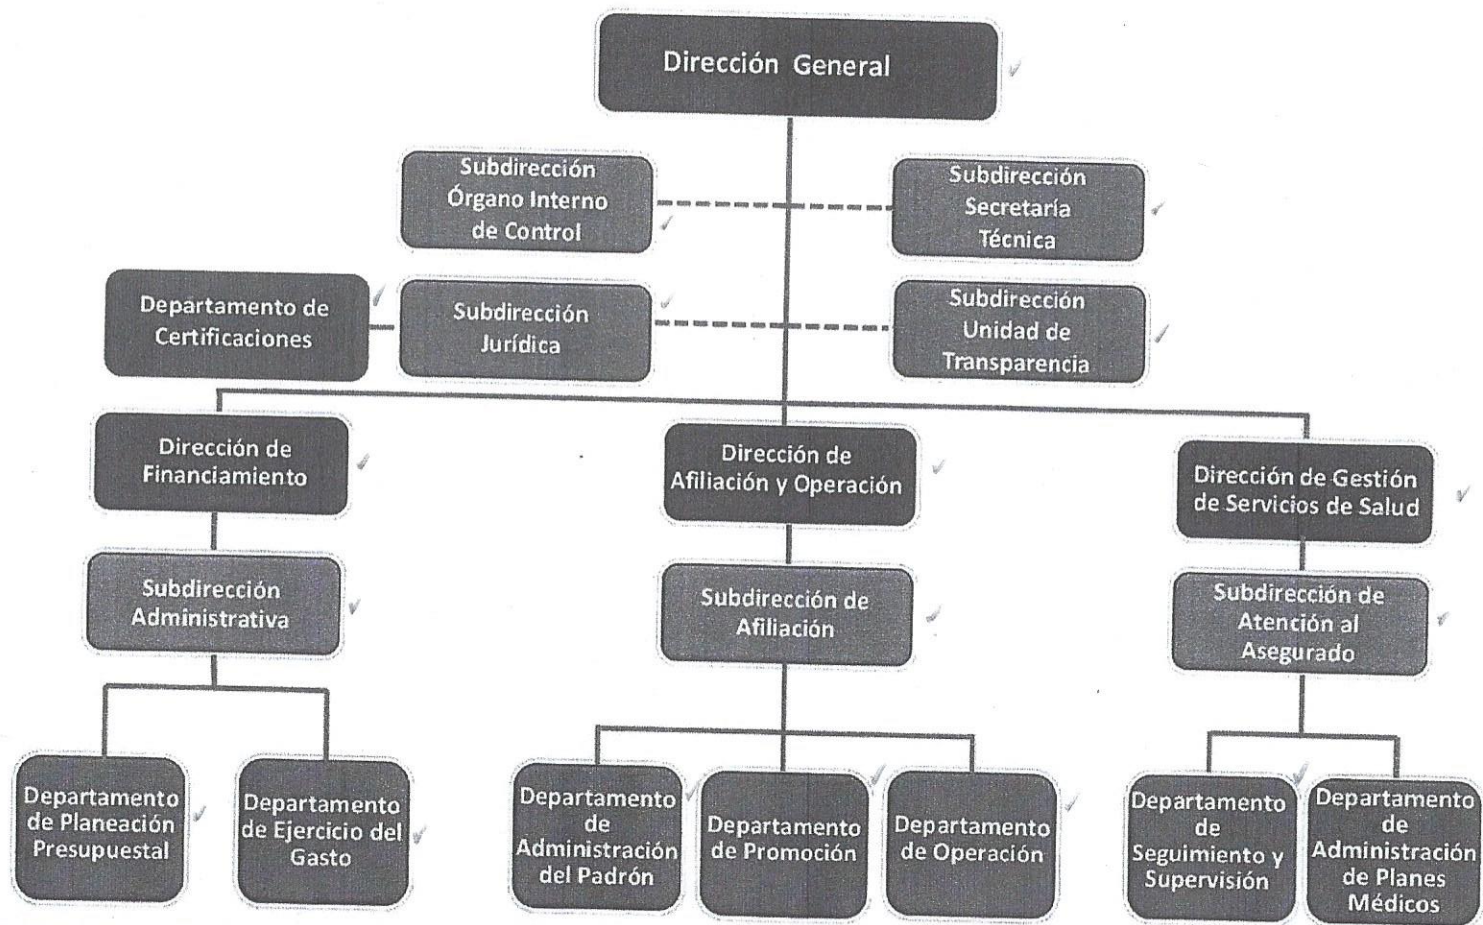 Dirección General
Subdirección
Órgano Interno
de Control
Subdirección
Secretaría
Técnica
Departamento de
Certificaciones
Subdirección
Jurídica
Subdirección
Unidad de
Transparencia
Dirección de
Financiamiento
Dirección de
Afiliación y Operación
Dirección de Gestión
de Servicios de Salud
Subdirección
Administrativa
Subdirección de
Afiliación
Subdirección de
Atención al
Asegurado
Departamento
de Planeación
Presupuestal
Departamento
de Ejercicio del
Gasto
Departamento
de
Administración
del Padrón
Departamento
de Promoción
Departamento
de Operación
Departamento
de
Seguimiento y
Supervisión
Departamento
de
Administración
de Planes
Médicos